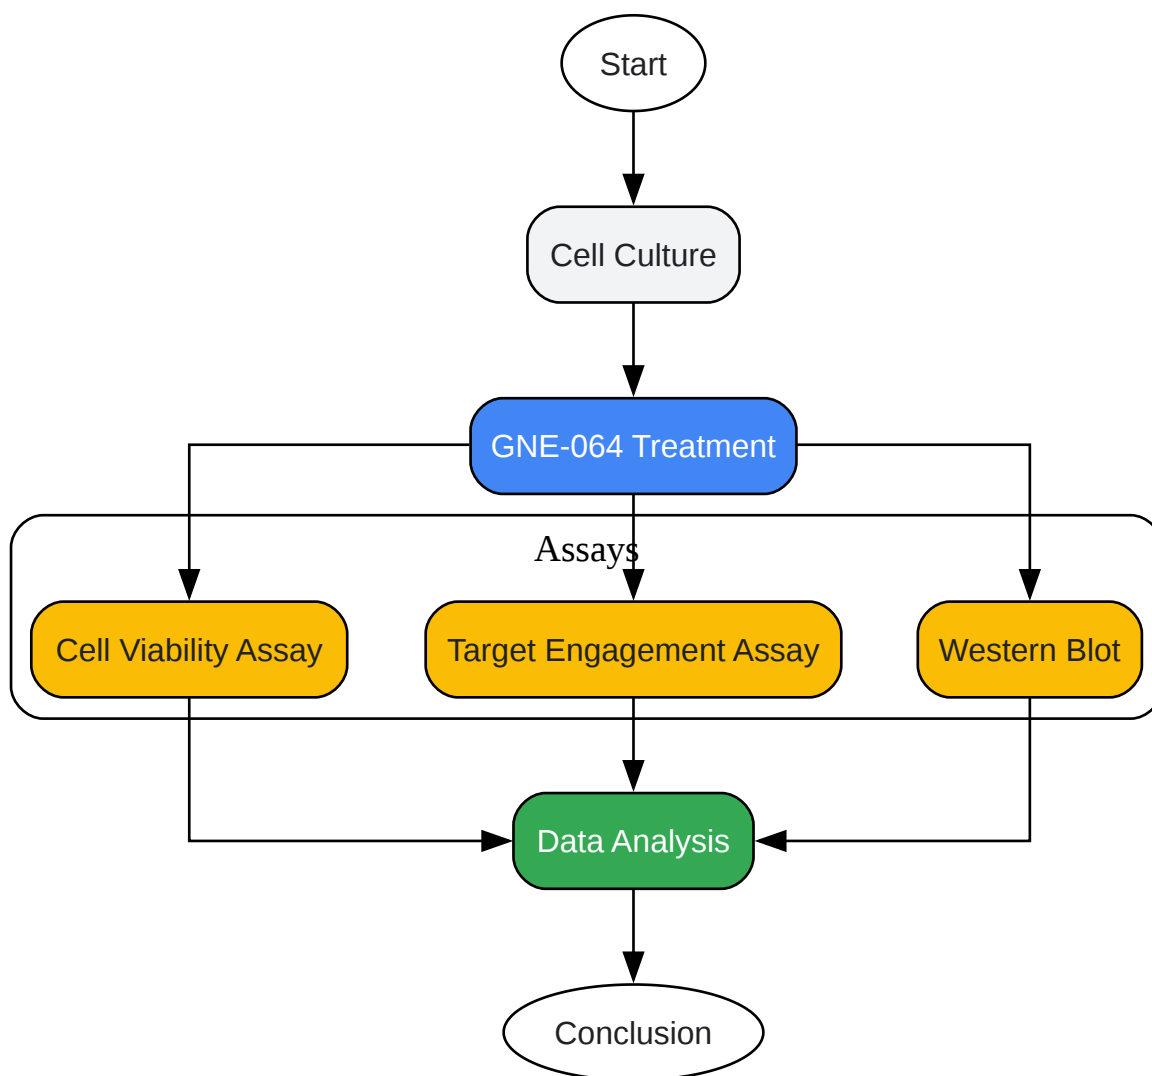 Start
Cell Culture
GNE-064 Treatment
Assays
Cell Viability Assay
Target Engagement Assay
Western Blot
Data Analysis
Conclusion